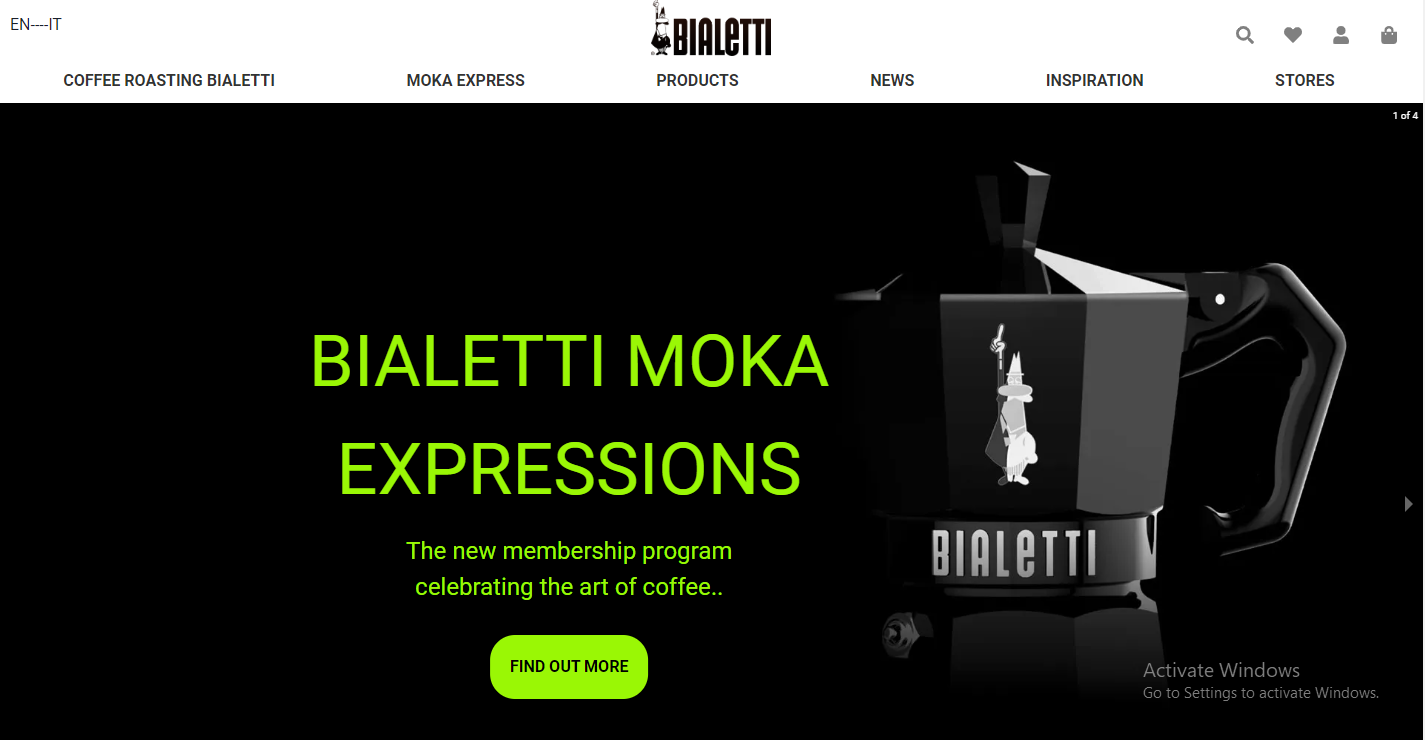 EN----IT
BIALETTI
COFFEE ROASTING BIALETTI
MOKA EXPRESS
PRODUCTS
NEWS
INSPIRATION
STORES
1 of 4
BIALETTI MOKA
EXPRESSIONS
The new membership program
celebrating the art of coffee..
FIND OUT MORE
BIALETTI
Activate Windows
Go to Settings to activate Windows.